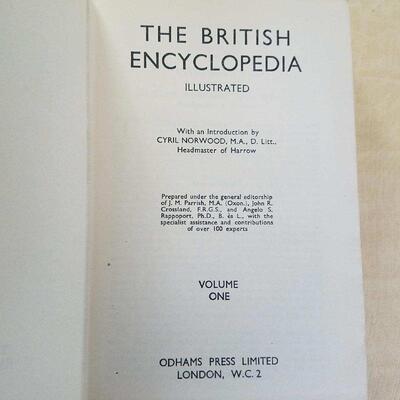 THE BRITISH
ENCYCLOPEDIA
ILLUSTRATED
With an Introduction by
CYRIL NORWOOD, M.A., D. Litt.,
Headmaster of Harrow
Prepared under the general editorship
of J. M. Parrish, M.A. (Oxon.), John R.
Crossland, F.R.G.S., and Angelo S.
Rappoport, Ph.D., B. és L., with the
specialist assistance and contributions
of over 100 experts
VOLUME
ONE
ODHAMS PRESS LIMITED
LONDON, W.C. 2